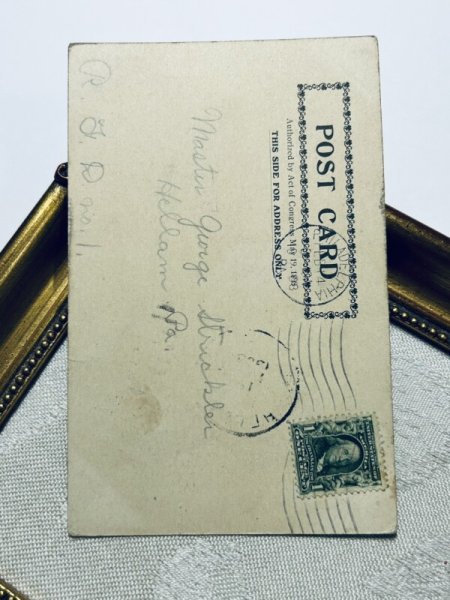 POST CARD
Authorized by Act of Congress May 19, 1898
THIS SIDE FOR ADDRESS ONLY
Master George Strickler
Hellam
Pa.
R. F. D. no 1.